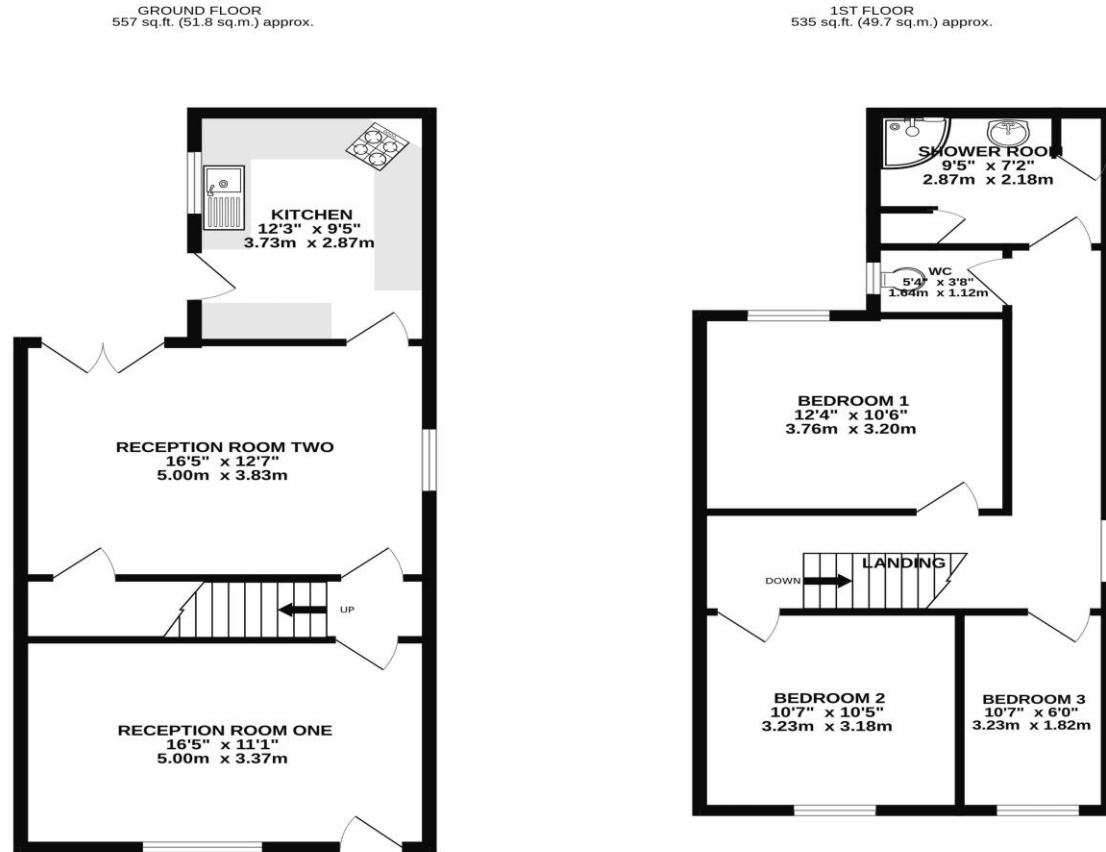 GROUND FLOOR
557 sq.ft. (51.8 sq.m.) approx.
KITCHEN
12'3" x 9'5"
3.73m x 2.87m
RECEPTION ROOM TWO
16'5" x 12'7"
5.00m x 3.83m
UP
RECEPTION ROOM ONE
16'5" x 11'1"
5.00m x 3.37m
1ST FLOOR
535 sq.ft. (49.7 sq.m.) approx.
SHOWER ROOM
9'5" x 7'2"
2.87m x 2.18m
WC
5'4" x 3'8"
1.64m x 1.12m
BEDROOM 1
12'4" x 10'6"
3.76m x 3.20m
LANDING
DOWN
BEDROOM 2
10'7" x 10'5"
3.23m x 3.18m
BEDROOM 3
10'7" x 6'0"
3.23m x 1.82m